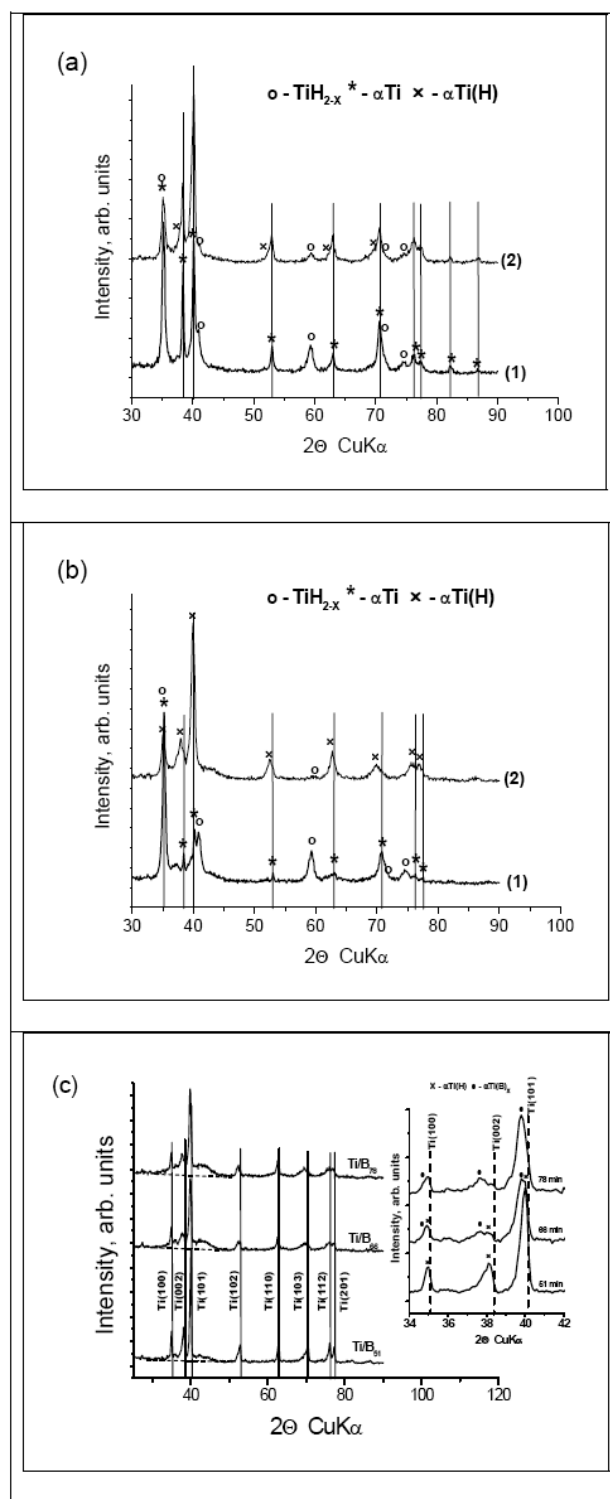 (a)
o - TiH2-X * - αTi × - αTi(H)
Intensity, arb. units
(2)
(1)
30 40 50 60 70 80 90 100
2Θ CuKα
(b)
o - TiH2-X * - αTi × - αTi(H)
Intensity, arb. units
(2)
(1)
30 40 50 60 70 80 90 100
2Θ CuKα
(c)
Intensity, arb. units
Ti/B78
Ti/B51
Ti(100)
Ti(002)
Ti(101)
Ti(102)
Ti(110)
Ti(103)
Ti(112)
Ti(201)
40 60 80 100 120
2Θ CuKα
x - αTi(H) • - αTi(B)x
Ti(100)
Ti(002)
Ti(101)
Intensity, arb. units
78 min
51 min
34 36 38 40 42
2Θ CuKα